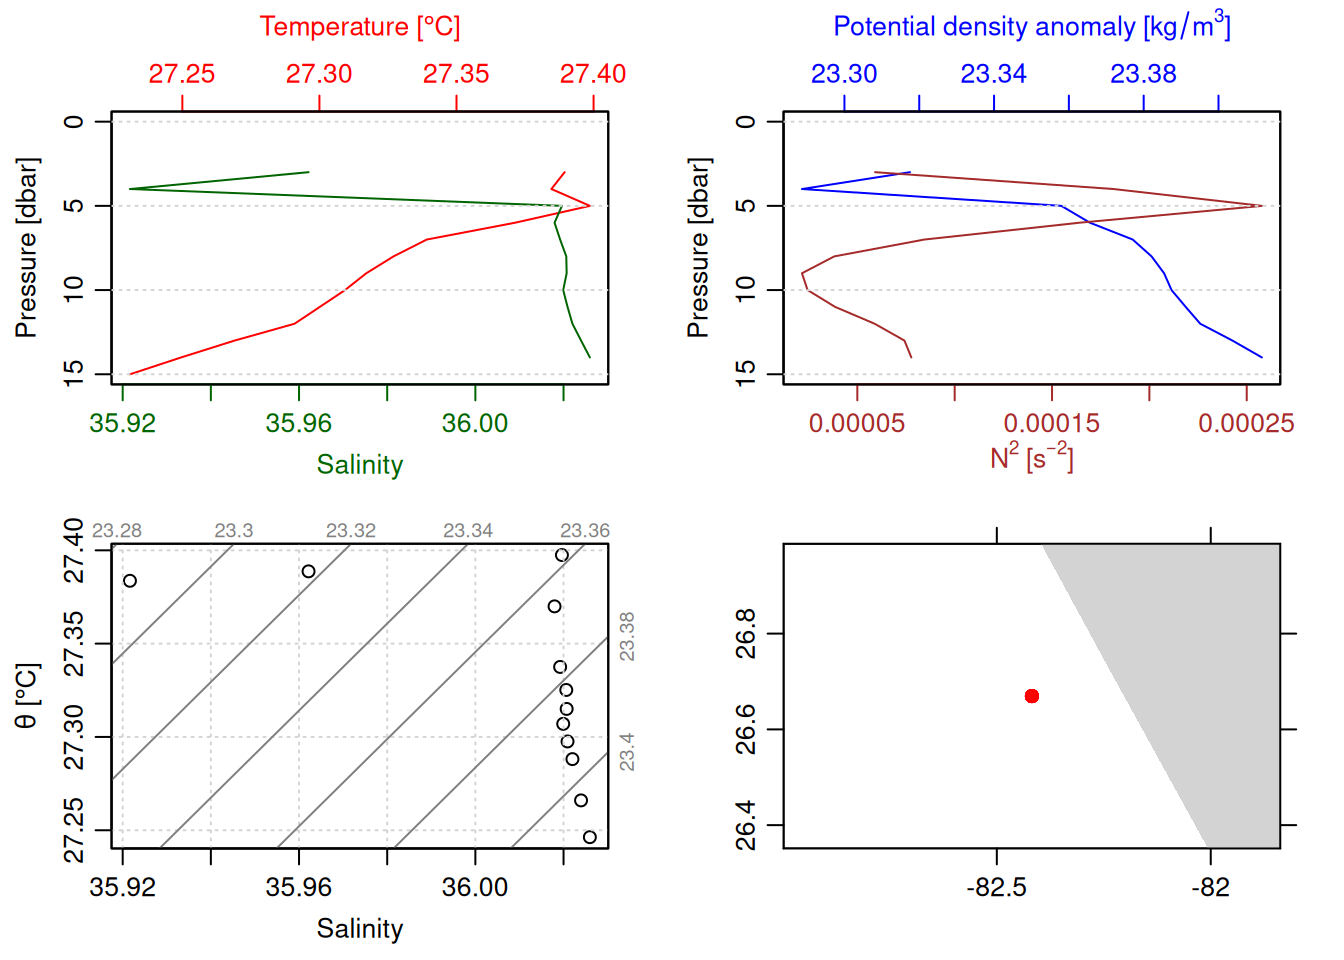 Temperature [°C]
27.25 27.30 27.35 27.40
Pressure [dbar]
0
5
10
15
35.92 35.96 36.00
Salinity
Potential density anomaly [kg/m³]
23.30 23.34 23.38
Pressure [dbar]
0
5
10
15
0.00005 0.00015 0.00025
N² [s⁻²]
23.28 23.3 23.32 23.34 23.36
23.38
23.4
θ [°C]
27.40
27.35
27.30
27.25
35.92 35.96 36.00
Salinity
26.8
26.6
26.4
-82.5 -82